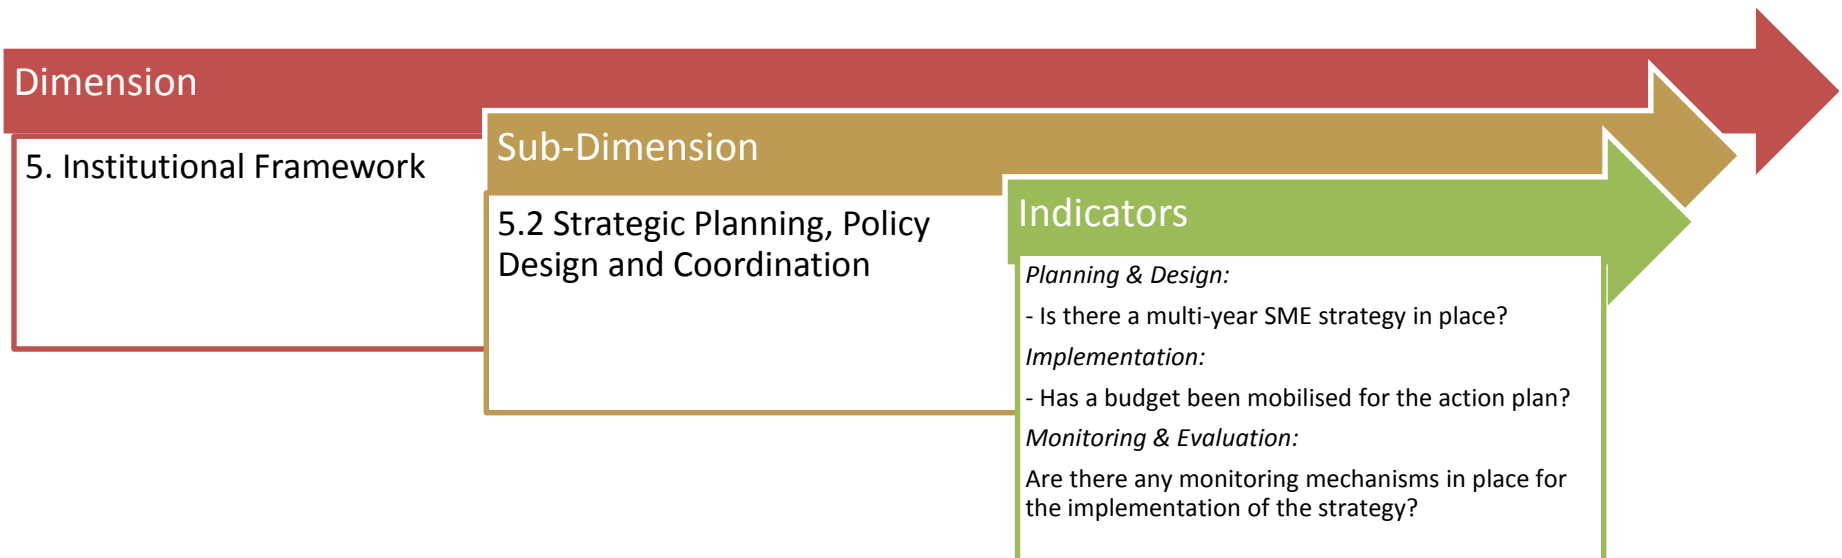 Dimension
5. Institutional Framework
Sub-Dimension
5.2 Strategic Planning, Policy
Design and Coordination
Indicators
Planning & Design:
- Is there a multi-year SME strategy in place?
Implementation:
- Has a budget been mobilised for the action plan?
Monitoring & Evaluation:
Are there any monitoring mechanisms in place for
the implementation of the strategy?